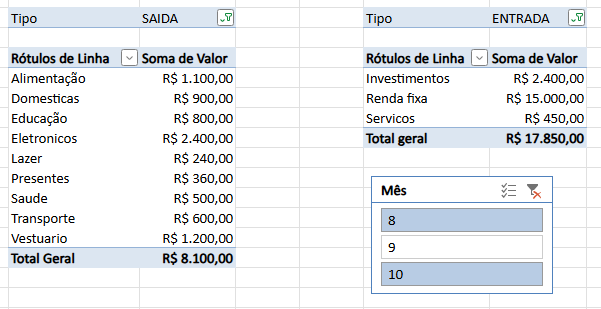 Tipo SAIDA
Rótulos de Linha Soma de Valor
Alimentação R$ 1.100,00
Domesticas R$ 900,00
Educação R$ 800,00
Eletronicos R$ 2.400,00
Lazer R$ 240,00
Presentes R$ 360,00
Saude R$ 500,00
Transporte R$ 600,00
Vestuario R$ 1.200,00
Total Geral R$ 8.100,00
Tipo ENTRADA
Rótulos de Linha Soma de Valor
Investimentos R$ 2.400,00
Renda fixa R$ 15.000,00
Servicos R$ 450,00
Total geral R$ 17.850,00
Mês
8
9
10